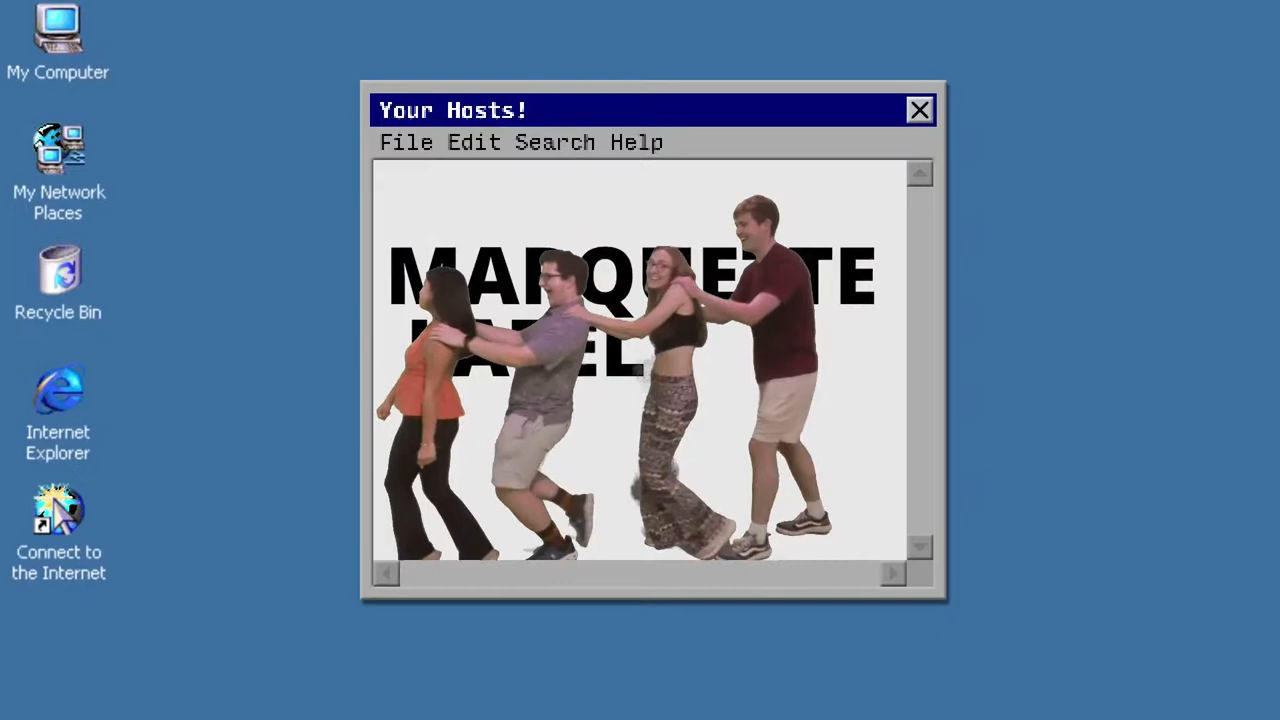 My Computer
My Network
Places
Recycle Bin
Internet
Explorer
Connect to
the Internet
Your Hosts!
File Edit Search Help
MARQUETTE